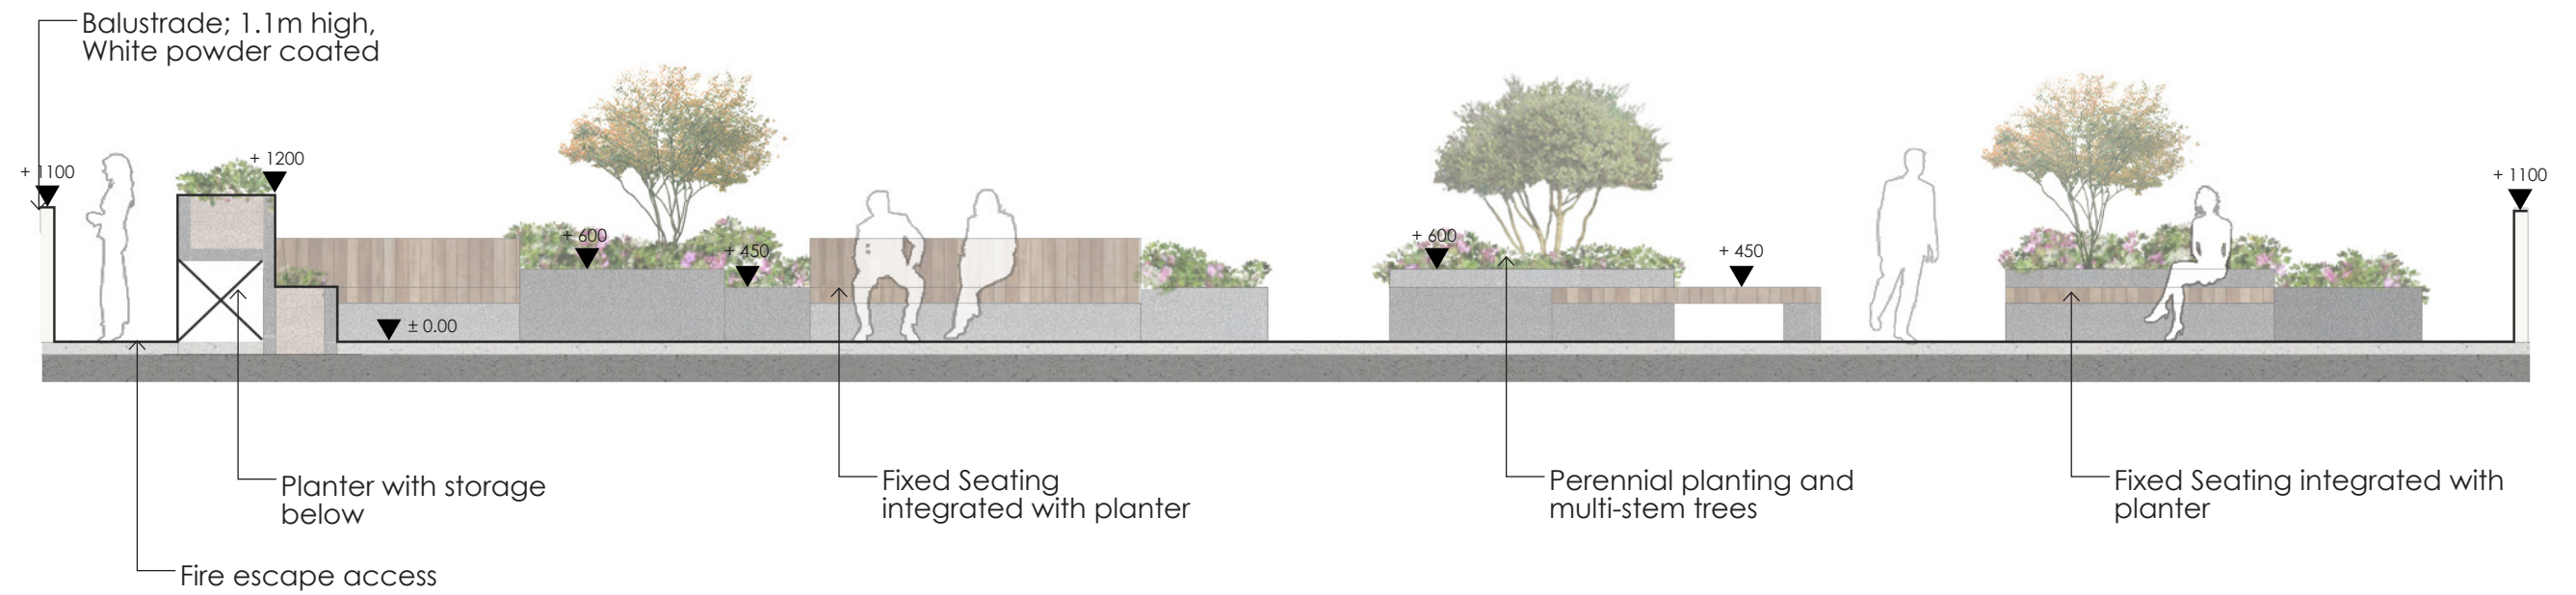 Balustrade; 1.1m high,
White powder coated
+ 1100
+ 1200
+ 600
+ 450
± 0.00
+ 600
+ 450
+ 1100
Planter with storage
below
Fixed Seating
integrated with planter
Perennial planting and
multi-stem trees
Fixed Seating integrated with
planter
Fire escape access